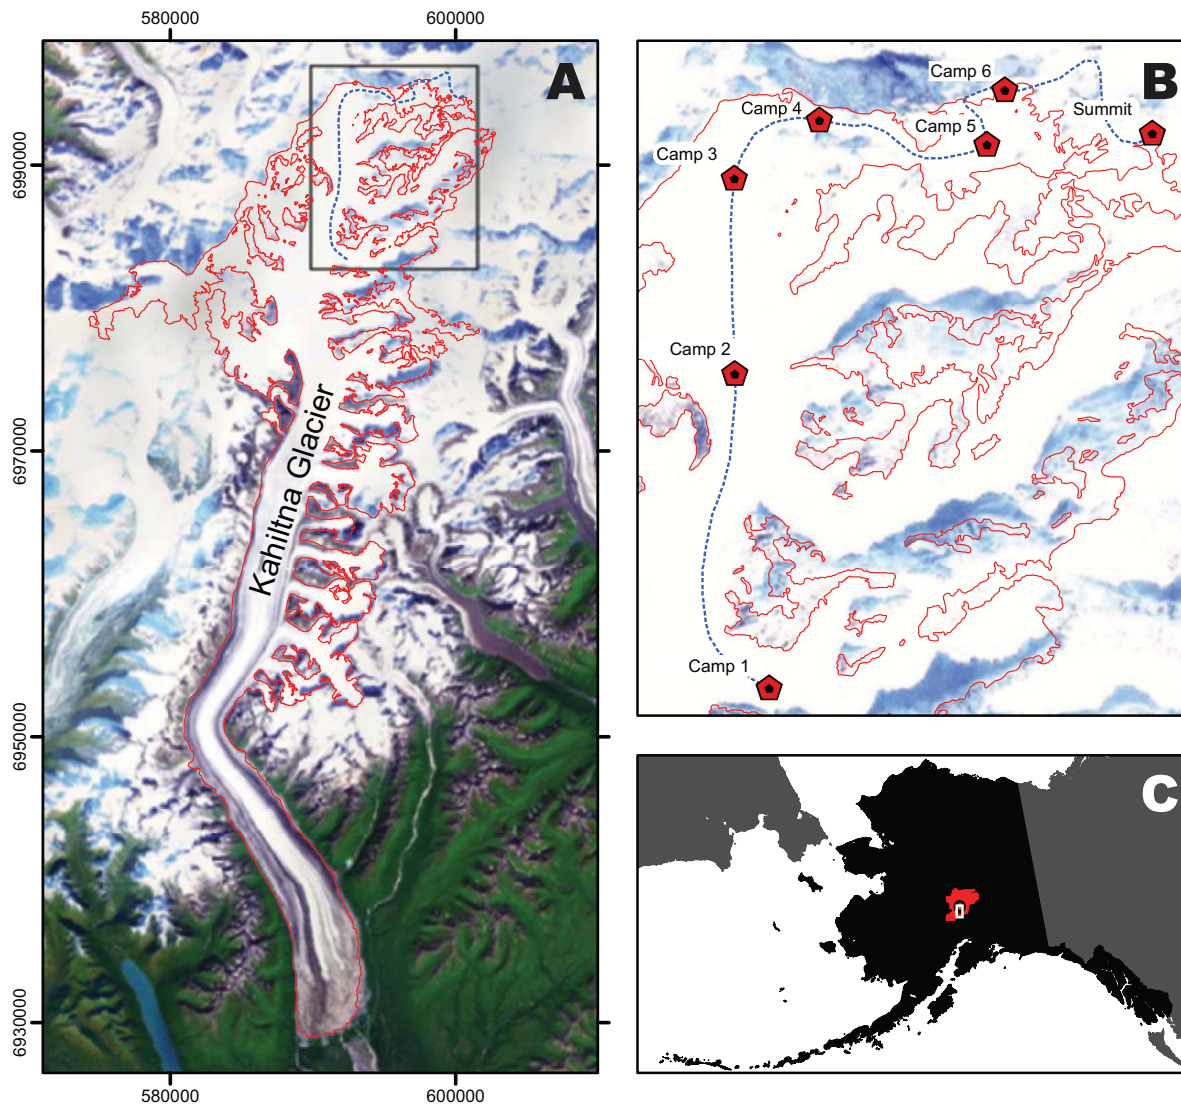 580000
600000
A
6990000
6970000
6950000
6930000
Kahiltna Glacier
580000
600000
B
Camp 6
Camp 4
Camp 5
Summit
Camp 3
Camp 2
Camp 1
C